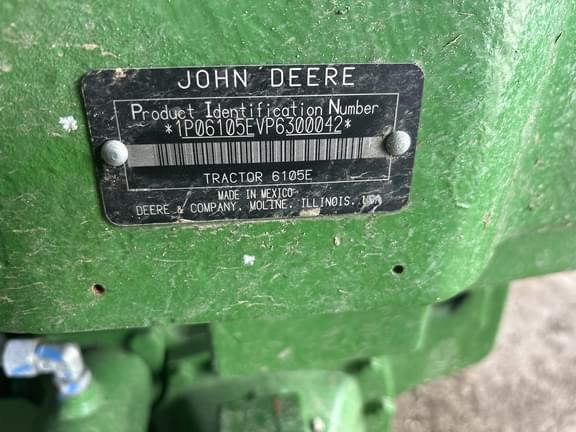 JOHN DEERE
Product Identification Number
*1P06105EVP6300042*
TRACTOR 6105E
MADE IN MEXICO
DEERE & COMPANY, MOLINE, ILLINOIS, USA